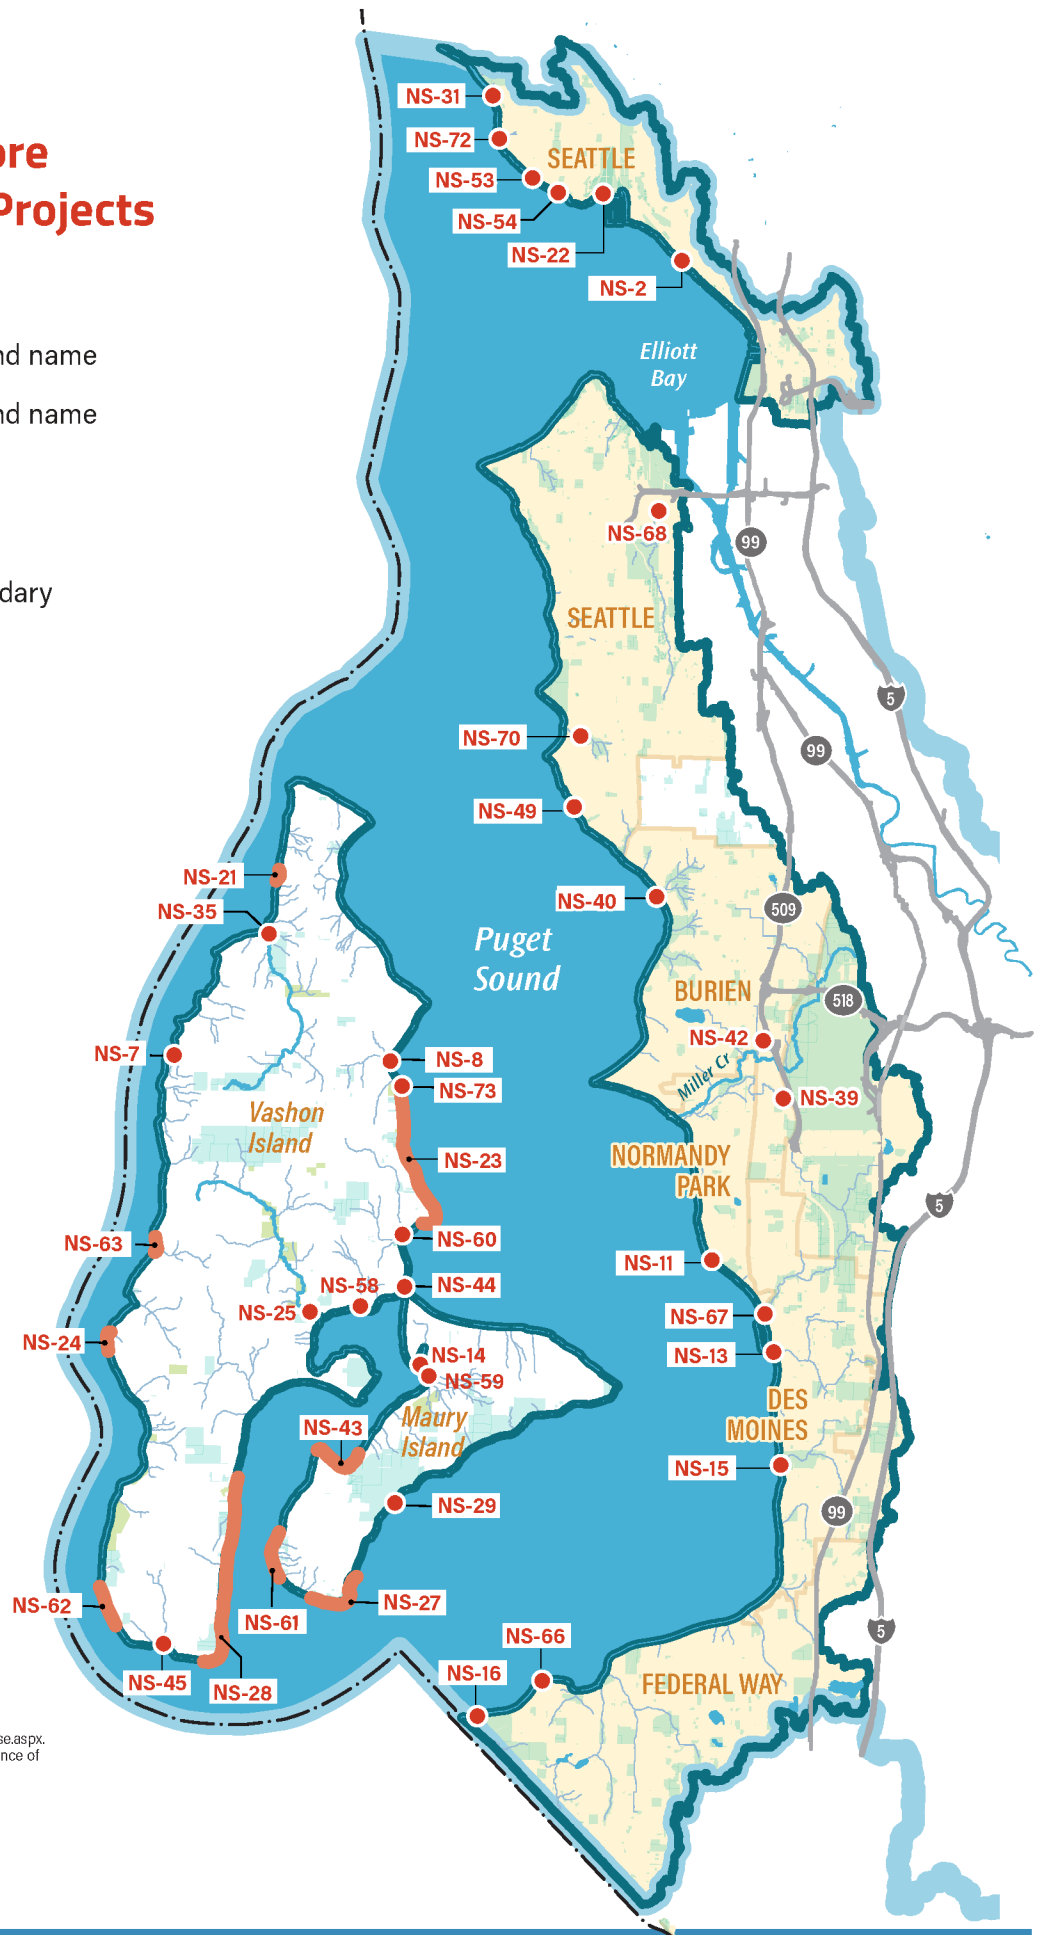 ore
Projects
nd name
nd name
dary
NS-31
NS-72
SEATTLE
NS-53
NS-54
NS-22
NS-2
Elliott
Bay
NS-68
99
SEATTLE
5
NS-70
99
NS-49
NS-21
NS-35
NS-40
509
Puget
Sound
BURIEN
518
NS-42
NS-7
NS-8
NS-73
Miller Cr
NS-39
Vashon
Island
NORMANDY
PARK
NS-23
5
NS-63
NS-60
NS-11
NS-58
NS-44
NS-25
NS-67
NS-24
NS-14
NS-13
NS-59
DES
MOINES
Maury
Island
NS-43
NS-15
NS-29
99
NS-62
NS-61
NS-27
5
NS-66
NS-16
NS-45
NS-28
FEDERAL WAY
se.aspx.
nce of